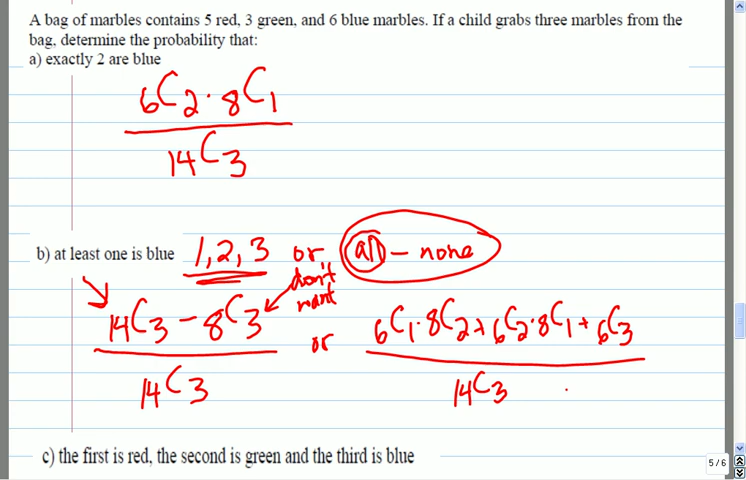 A bag of marbles contains 5 red, 3 green, and 6 blue marbles. If a child grabs three marbles from the
bag, determine the probability that:
a) exactly 2 are blue
6C2 · 8C1
14C3
b) at least one is blue 1, 2, 3 or all - none
don't
want
14C3 - 8C3 or 6C1·8C2+6C2·8C1+6C3
14C3 14C3
c) the first is red, the second is green and the third is blue
5/6